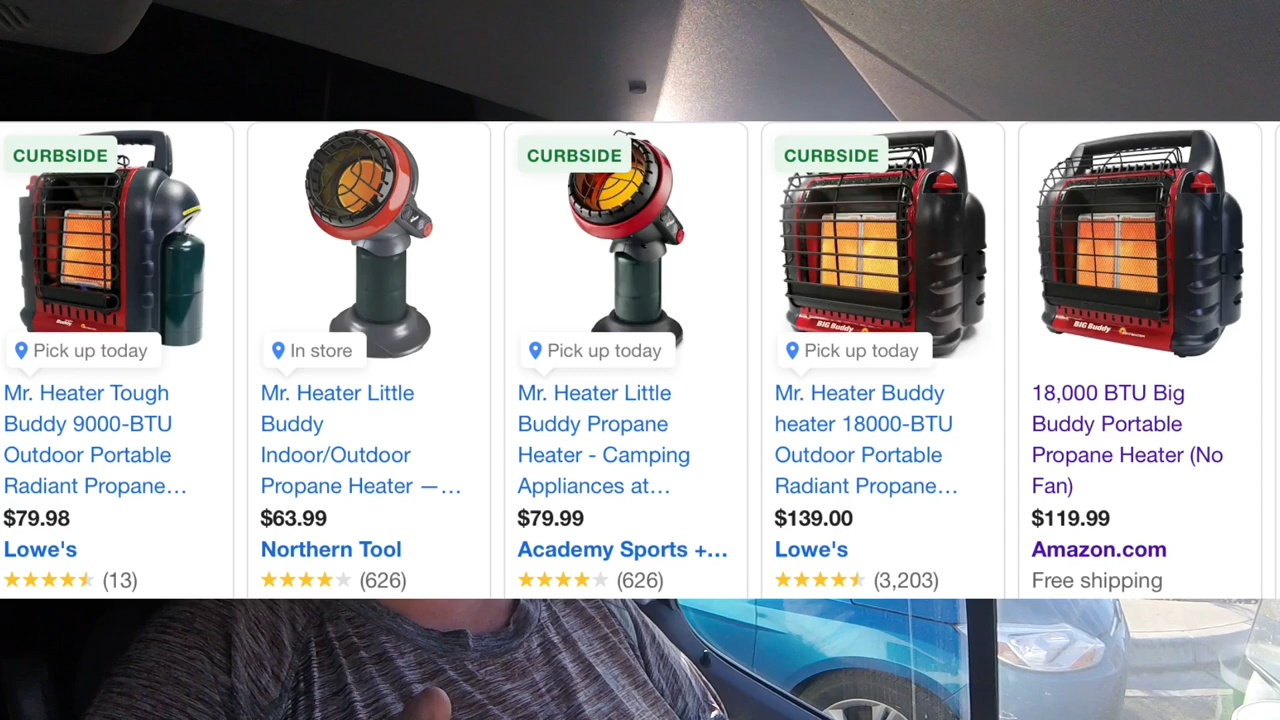 CURBSIDE
Pick up today
Mr. Heater Tough
Buddy 9000-BTU
Outdoor Portable
Radiant Propane...
$79.98
Lowe's
(13)
In store
Mr. Heater Little
Buddy
Indoor/Outdoor
Propane Heater —...
$63.99
Northern Tool
(626)
CURBSIDE
Pick up today
Mr. Heater Little
Buddy Propane
Heater - Camping
Appliances at...
$79.99
Academy Sports +...
(626)
CURBSIDE
BIG Buddy
Pick up today
Mr. Heater Buddy
heater 18000-BTU
Outdoor Portable
Radiant Propane...
$139.00
Lowe's
(3,203)
BIG Buddy
18,000 BTU Big
Buddy Portable
Propane Heater (No
Fan)
$119.99
Amazon.com
Free shipping